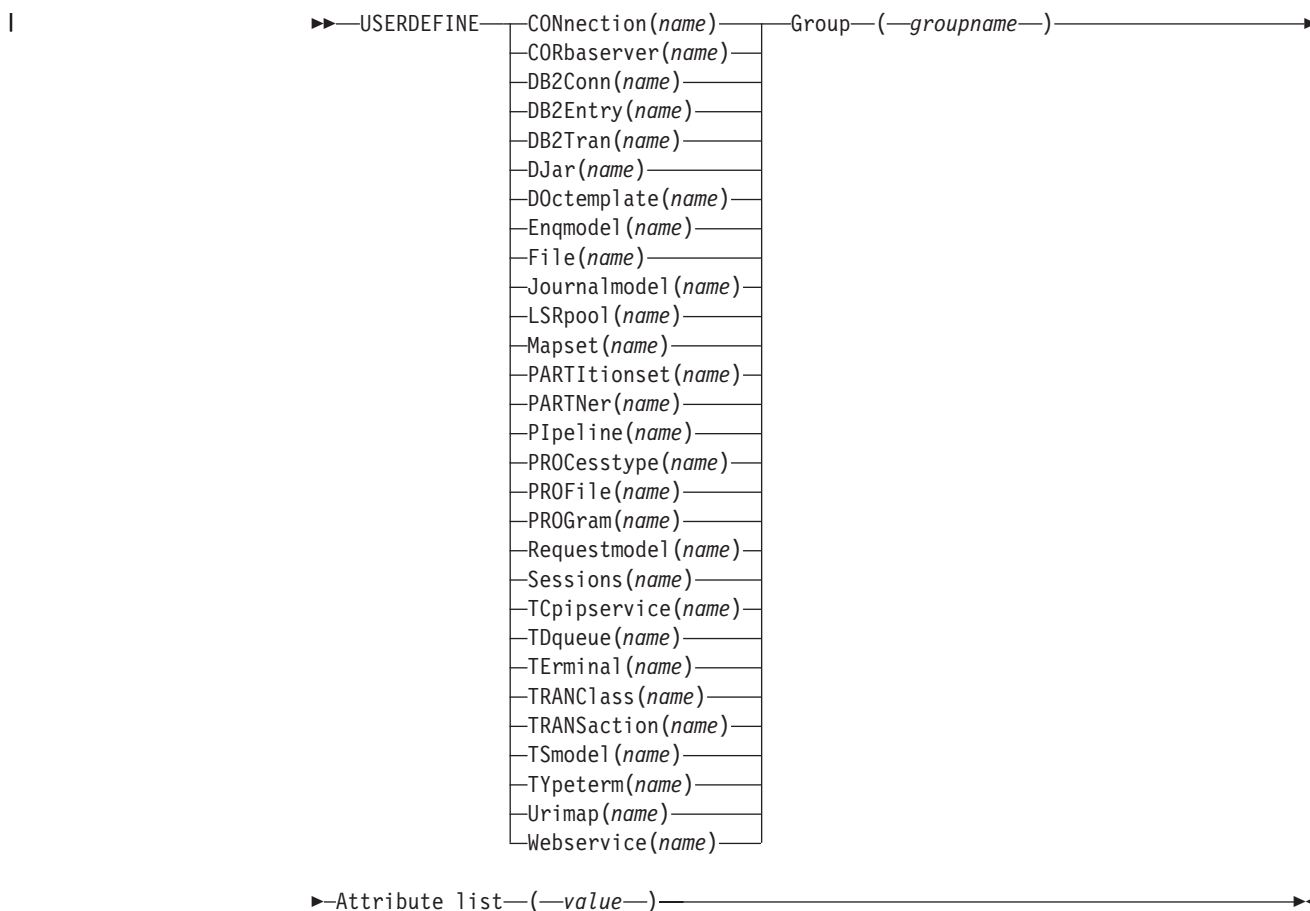 USERDEFINE CONnection(name) Group ( groupname )
CORbaserver(name)
DB2Conn(name)
DB2Entry(name)
DB2Tran(name)
DJar(name)
DOctemplate(name)
Enqmodel(name)
File(name)
Journalmodel(name)
LSRpool(name)
Mapset(name)
PARTItionset(name)
PARTNer(name)
PIpeline(name)
PROCesstype(name)
PROFile(name)
PROGram(name)
Requestmodel(name)
Sessions(name)
TCpipservice(name)
TDqueue(name)
TErminal(name)
TRANClass(name)
TRANSaction(name)
TSmodel(name)
TYpeterm(name)
Urimap(name)
Webservice(name)
Attribute list ( value )